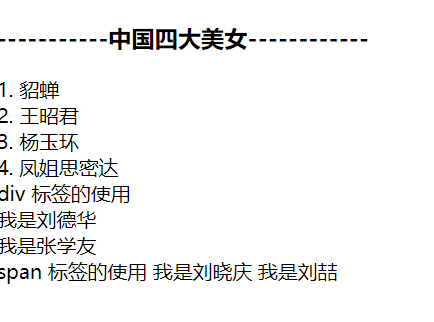 -----------中国四大美女------------
1. 貂蝉
2. 王昭君
3. 杨玉环
4. 凤姐思密达
div 标签的使用
我是刘德华
我是张学友
span 标签的使用 我是刘晓庆 我是刘喆